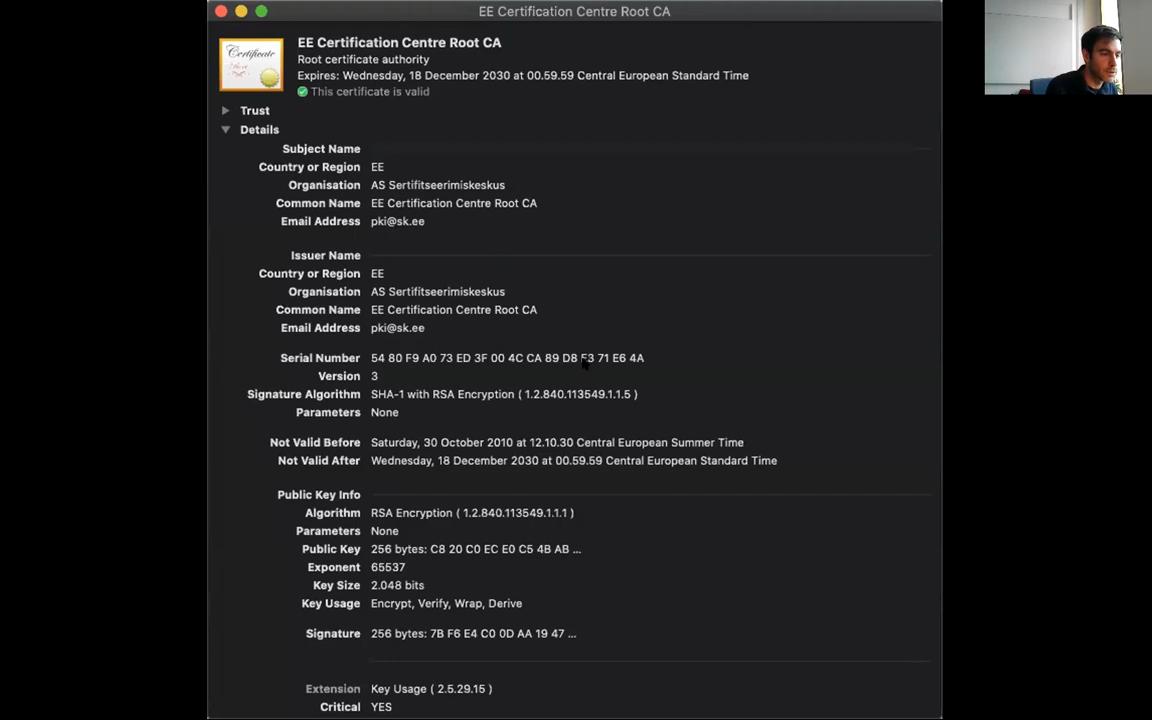 EE Certification Centre Root CA
Certificate
EE Certification Centre Root CA
Root certificate authority
Expires: Wednesday, 18 December 2030 at 00.59.59 Central European Standard Time
This certificate is valid
Trust
Details
Subject Name
Country or Region EE
Organisation AS Sertifitseerimiskeskus
Common Name EE Certification Centre Root CA
Email Address pki@sk.ee
Issuer Name
Country or Region EE
Organisation AS Sertifitseerimiskeskus
Common Name EE Certification Centre Root CA
Email Address pki@sk.ee
Serial Number 54 80 F9 A0 73 ED 3F 00 4C CA 89 D8 E3 71 E6 4A
Version 3
Signature Algorithm SHA-1 with RSA Encryption ( 1.2.840.113549.1.1.5 )
Parameters None
Not Valid Before Saturday, 30 October 2010 at 12.10.30 Central European Summer Time
Not Valid After Wednesday, 18 December 2030 at 00.59.59 Central European Standard Time
Public Key Info
Algorithm RSA Encryption ( 1.2.840.113549.1.1.1 )
Parameters None
Public Key 256 bytes: C8 20 C0 EC E0 C5 4B AB ...
Exponent 65537
Key Size 2.048 bits
Key Usage Encrypt, Verify, Wrap, Derive
Signature 256 bytes: 7B F6 E4 C0 0D AA 19 47 ...
Extension Key Usage ( 2.5.29.15 )
Critical YES